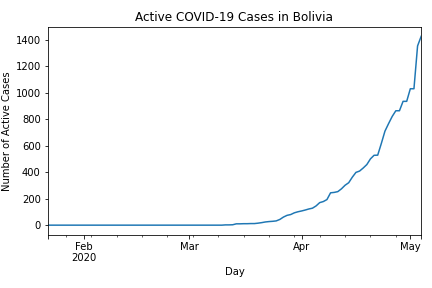 Active COVID-19 Cases in Bolivia
Number of Active Cases
1400
1200
1000
800
600
400
200
0
Feb
2020
Mar
Apr
May
Day